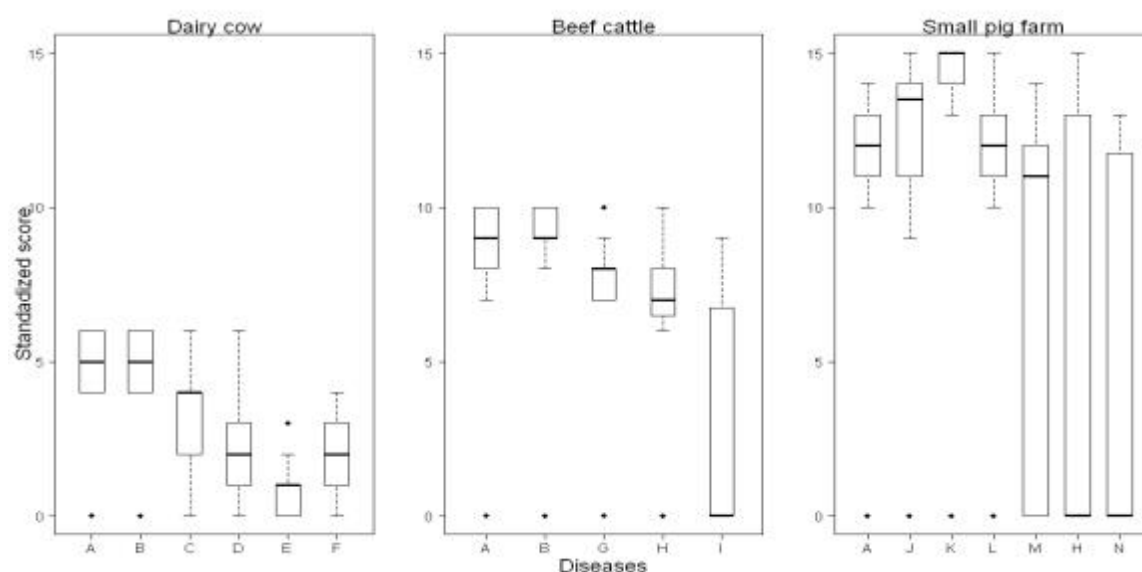 Dairy cow
Beef cattle
Small pig farm
Standadized score
15
10
5
0
15
10
5
0
15
10
5
0
A B C D E F
A B G H I
A J K L M H N
Diseases